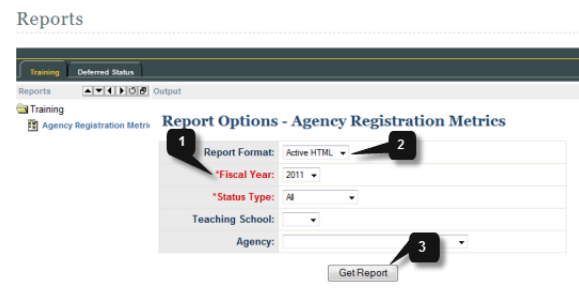 Reports
Training Deferred Status
Reports Output
Training
Agency Registration Metri
Report Options - Agency Registration Metrics
1
2
Report Format: Active HTML
*Fiscal Year: 2011
*Status Type: All
Teaching School:
Agency:
3
Get Report